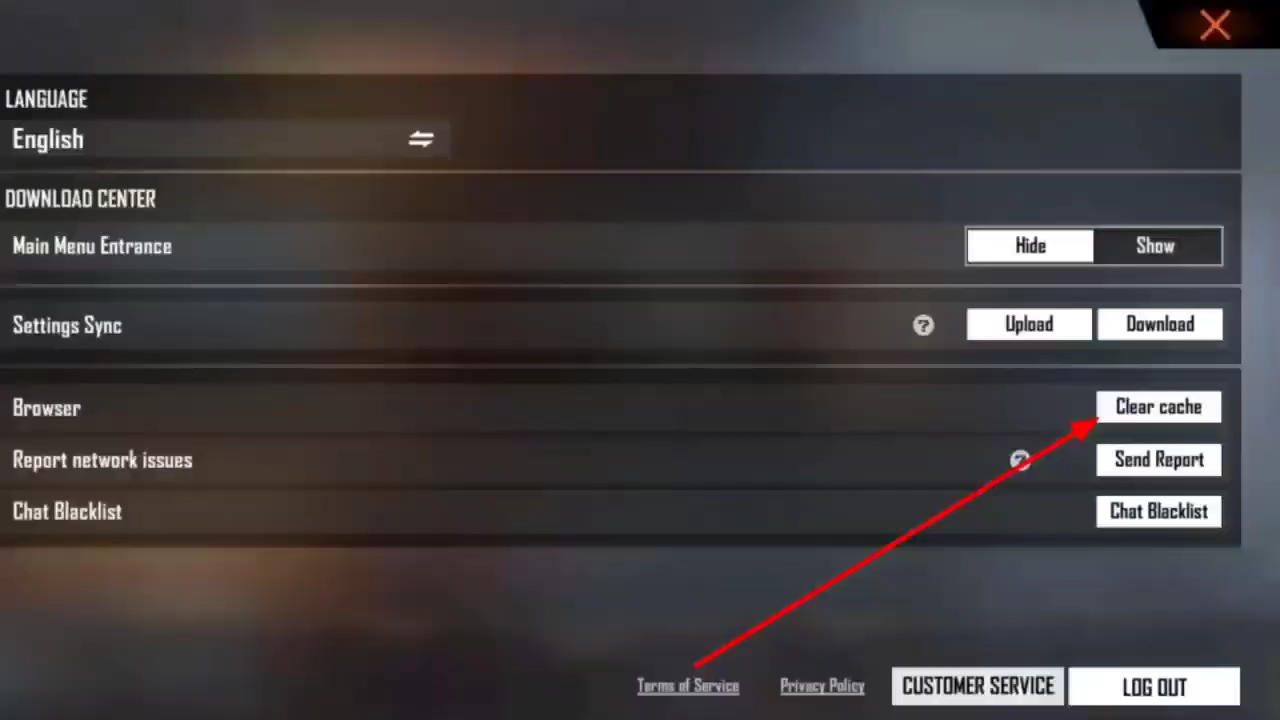 LANGUAGE
English
DOWNLOAD CENTER
Main Menu Entrance Hide Show
Settings Sync ? Upload Download
Browser Clear cache
Report network issues ? Send Report
Chat Blacklist Chat Blacklist
Terms of Service Privacy Policy CUSTOMER SERVICE LOG OUT